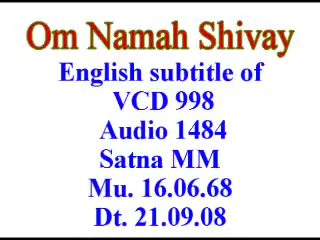 Om Namah Shivay
English subtitle of
VCD 998
Audio 1484
Satna MM
Mu. 16.06.68
Dt. 21.09.08